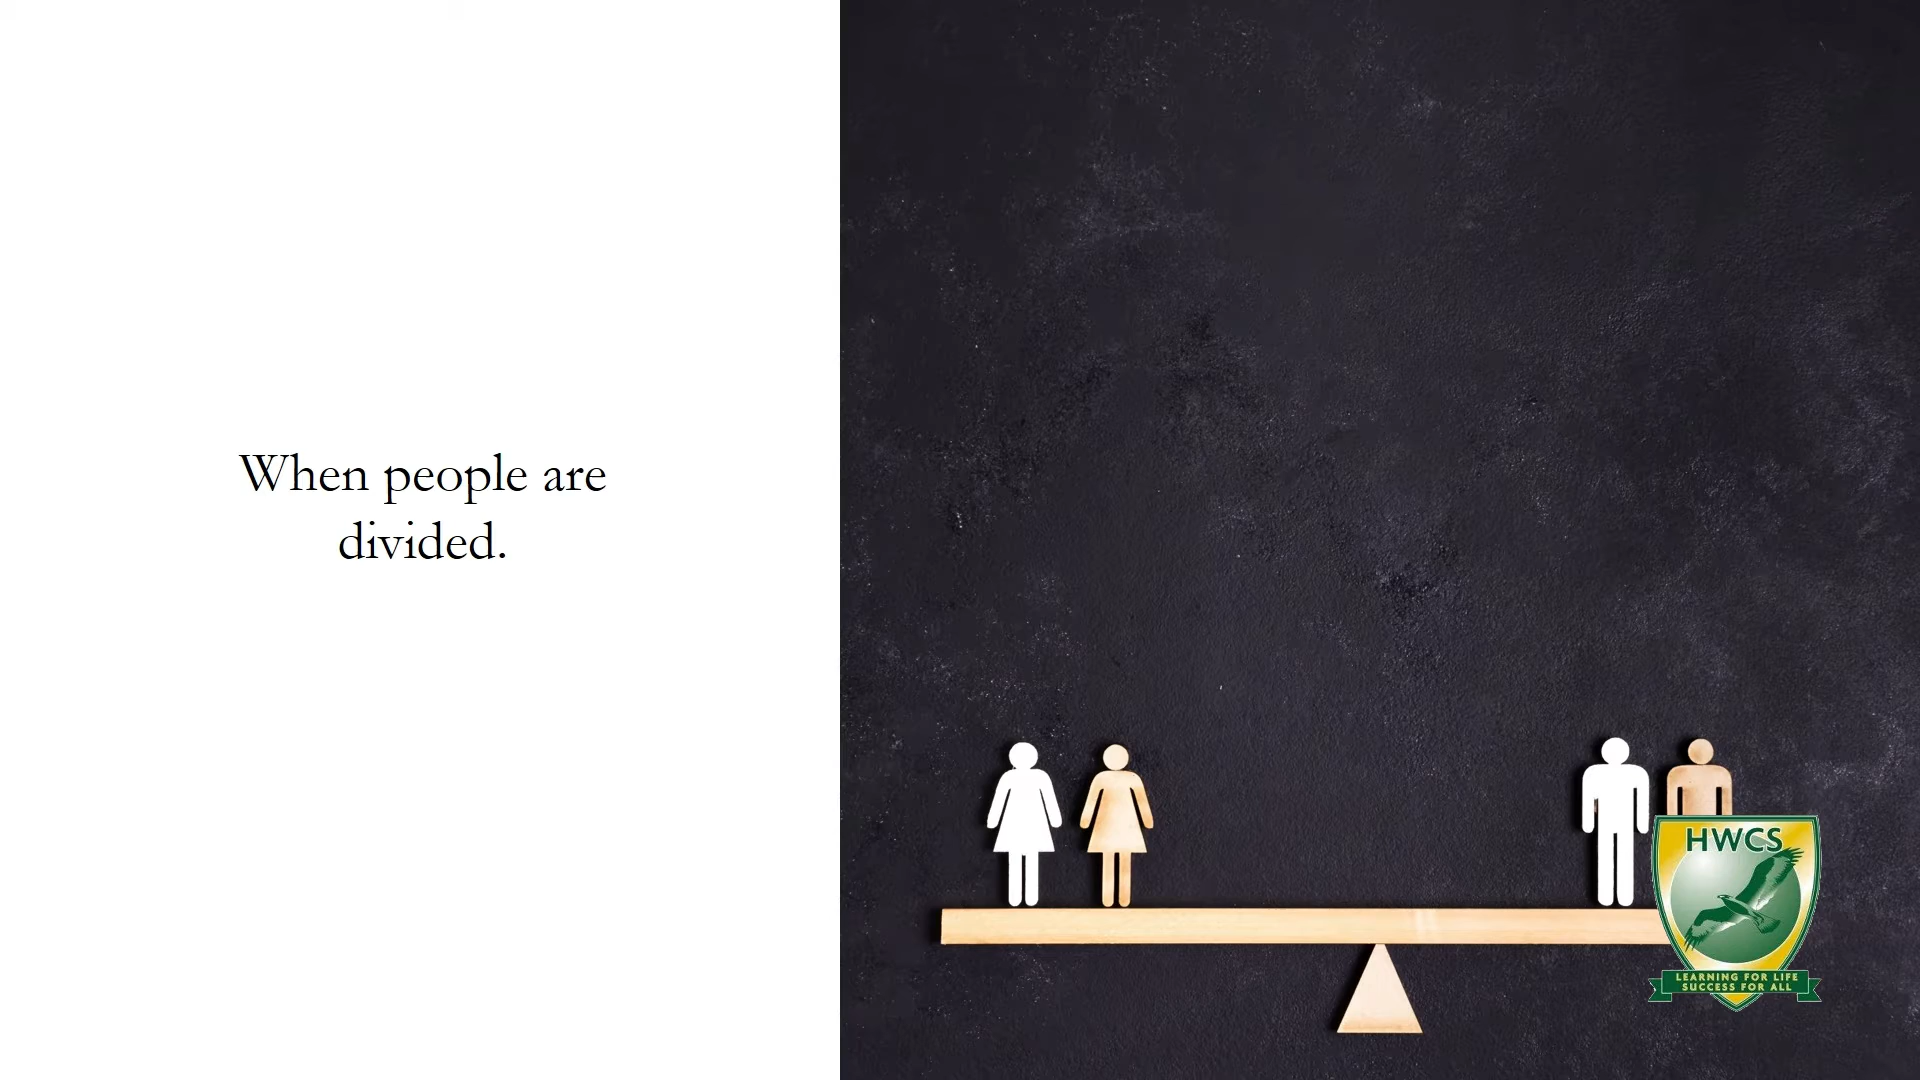 When people are
divided.
HWCS
LEARNING FOR LIFE
SUCCESS FOR ALL